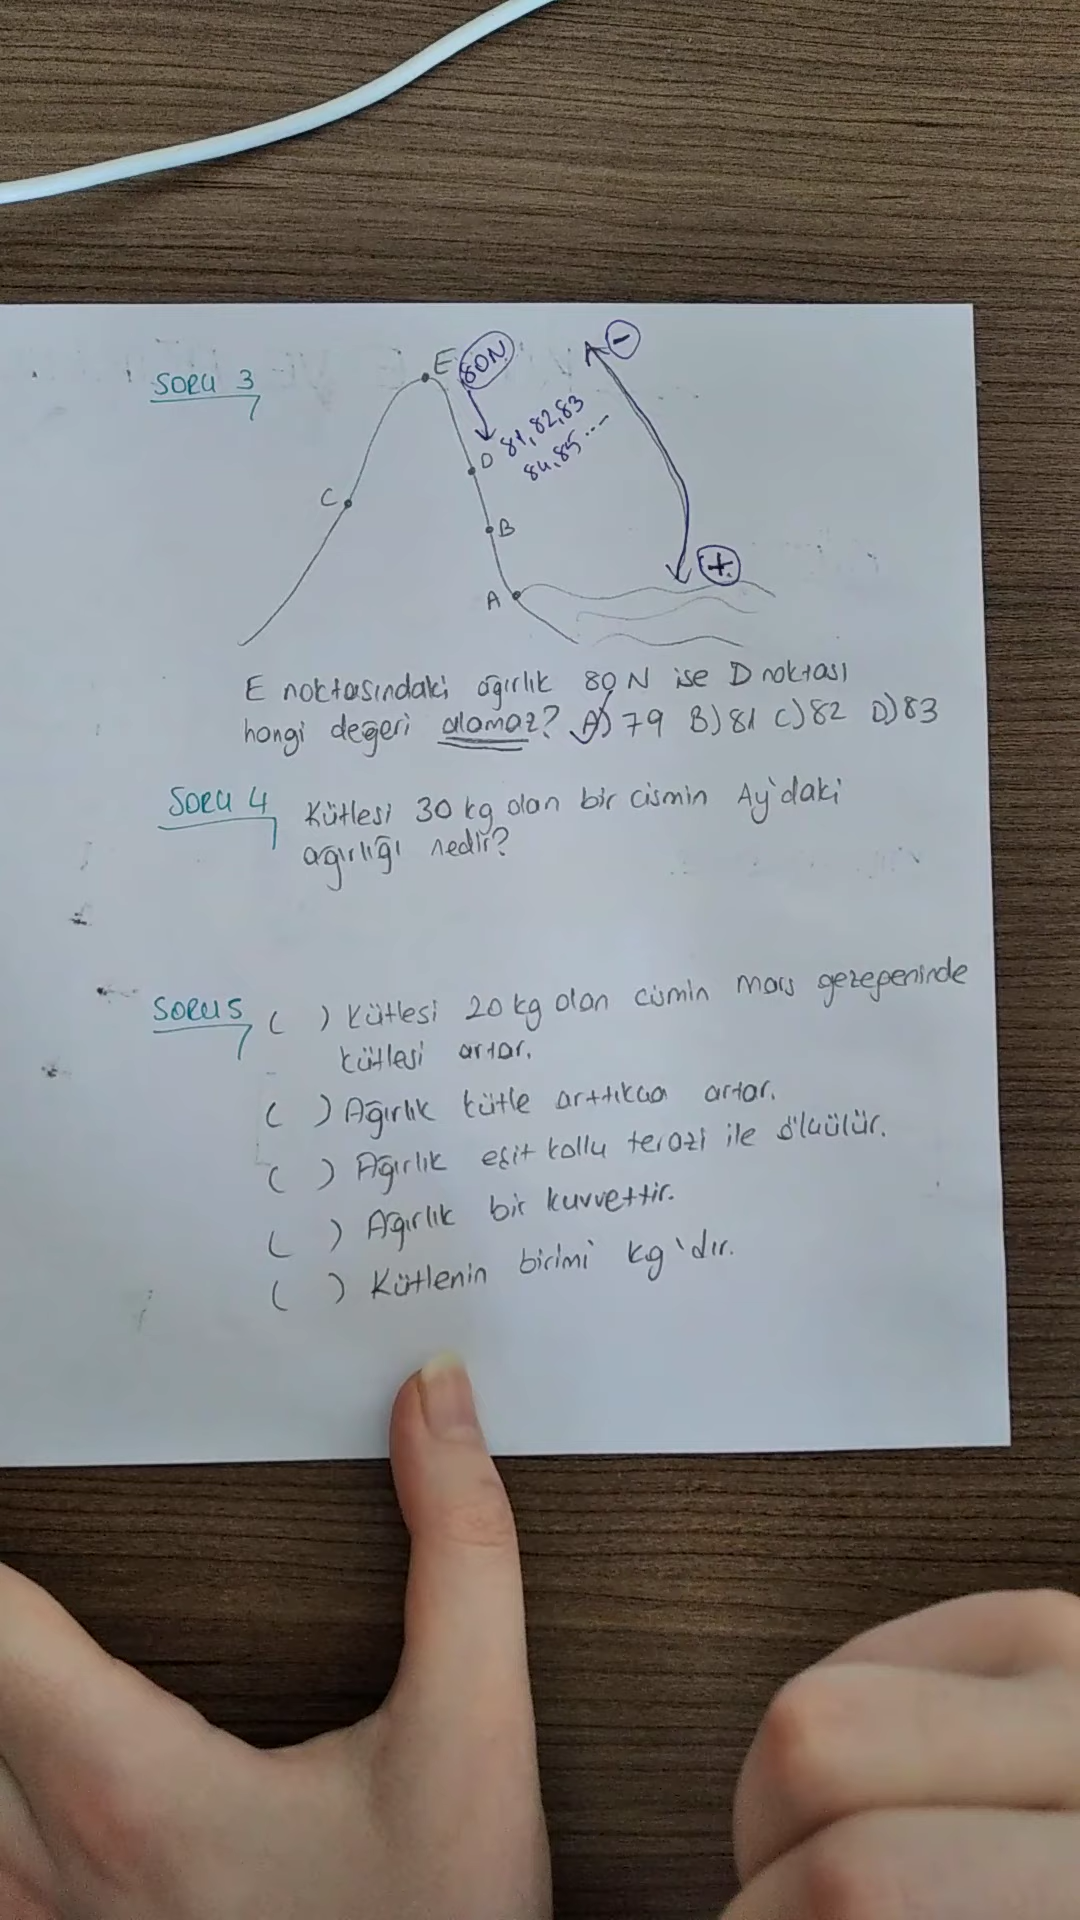 SORU 3
E 80N
-
81, 82, 83
84, 85 ...
D
C
B
+
A
E noktasındaki ağırlık 80 N ise D noktası
hangi değeri alamaz? A) 79 B) 81 C) 82 D) 83
SORU 4 Kütlesi 30 kg olan bir cismin Ay'daki
ağırlığı nedir?
SORU 5 ( ) Kütlesi 20 kg olan cismin mars gezegeninde
kütlesi artar.
( ) Ağırlık kütle arttıkça artar.
( ) Ağırlık eşit kollu terazi ile ölçülür.
( ) Ağırlık bir kuvvettir.
( ) Kütlenin birimi kg'dır.